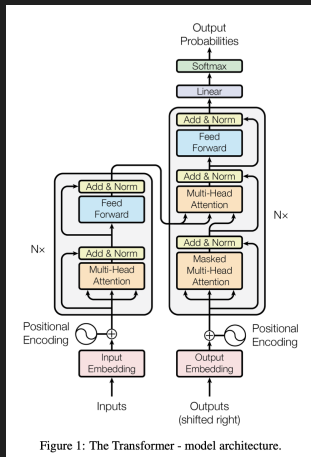 Output
Probabilities
Softmax
Linear
Add & Norm
Feed
Forward
Add & Norm
Multi-Head
Attention
Add & Norm
Masked
Multi-Head
Attention
N×
Add & Norm
Feed
Forward
Add & Norm
Multi-Head
Attention
N×
Positional
Encoding
Input
Embedding
Inputs
Positional
Encoding
Output
Embedding
Outputs
(shifted right)
Figure 1: The Transformer - model architecture.